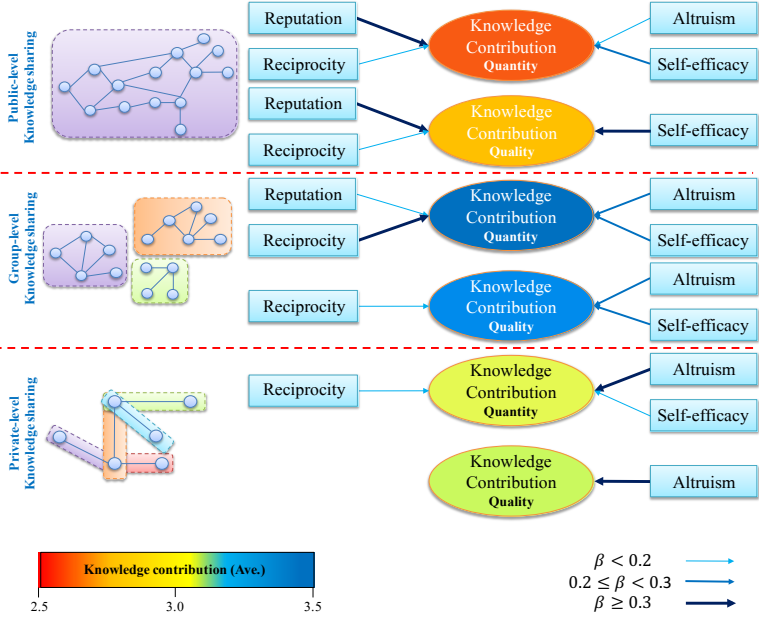 Public-level
Knowledge sharing
Reputation
Reciprocity
Knowledge
Contribution
Quantity
Altruism
Self-efficacy
Reputation
Reciprocity
Knowledge
Contribution
Quality
Self-efficacy
Group-level
Knowledge sharing
Reputation
Reciprocity
Knowledge
Contribution
Quantity
Altruism
Self-efficacy
Reciprocity
Knowledge
Contribution
Quality
Altruism
Self-efficacy
Private-level
Knowledge sharing
Reciprocity
Knowledge
Contribution
Quantity
Altruism
Self-efficacy
Knowledge
Contribution
Quality
Altruism
Knowledge contribution (Ave.)
2.5 3.0 3.5
β < 0.2
0.2 ≤ β < 0.3
β ≥ 0.3